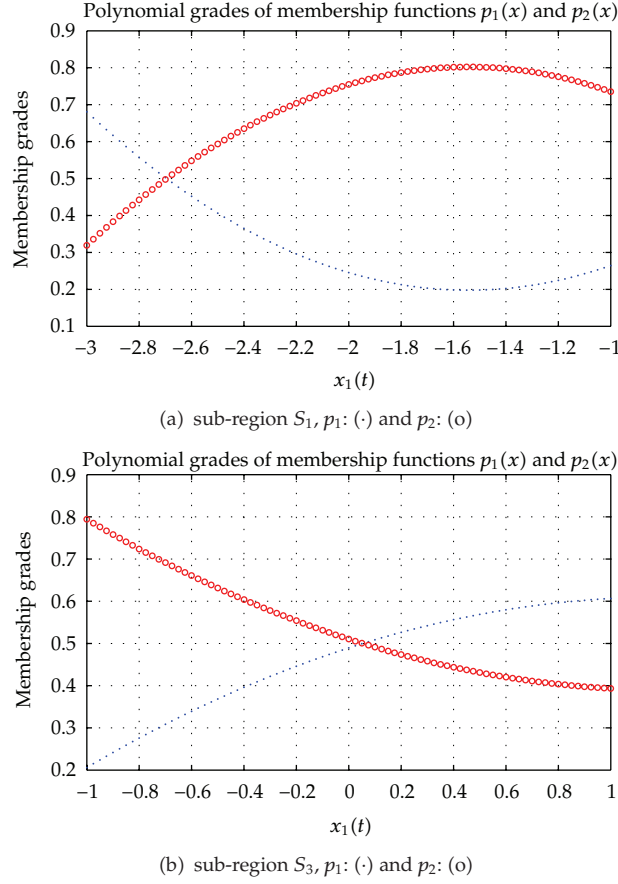 Polynomial grades of membership functions p₁(x) and p₂(x)
0.9
0.8
0.7
0.6
0.5
0.4
0.3
0.2
0.1
Membership grades
−3 −2.8 −2.6 −2.4 −2.2 −2 −1.8 −1.6 −1.4 −1.2 −1
x₁(t)
(a) sub-region S₁, p₁: (·) and p₂: (o)
Polynomial grades of membership functions p₁(x) and p₂(x)
0.9
0.8
0.7
0.6
0.5
0.4
0.3
0.2
Membership grades
−1 −0.8 −0.6 −0.4 −0.2 0 0.2 0.4 0.6 0.8 1
x₁(t)
(b) sub-region S₃, p₁: (·) and p₂: (o)